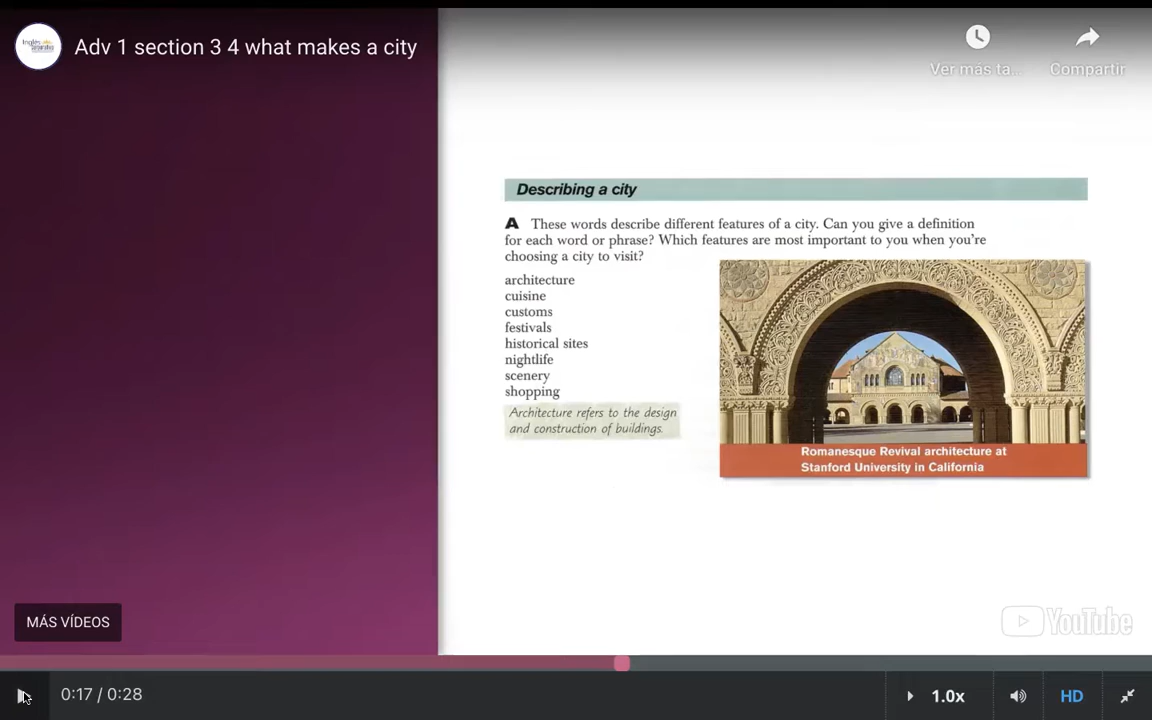 Adv 1 section 3 4 what makes a city
Ver más ta...
Compartir
Describing a city
A These words describe different features of a city. Can you give a definition
for each word or phrase? Which features are most important to you when you're
choosing a city to visit?
architecture
cuisine
customs
festivals
historical sites
nightlife
scenery
shopping
Architecture refers to the design
and construction of buildings.
Romanesque Revival architecture at
Stanford University in California
MÁS VÍDEOS
YouTube
0:17 / 0:28
1.0x
HD